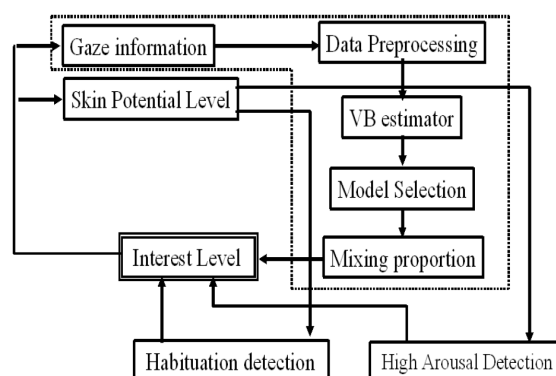 Gaze information
Data Preprocessing
Skin Potential Level
VB estimator
Model Selection
Interest Level
Mixing proportion
Habituation detection
High Arousal Detection